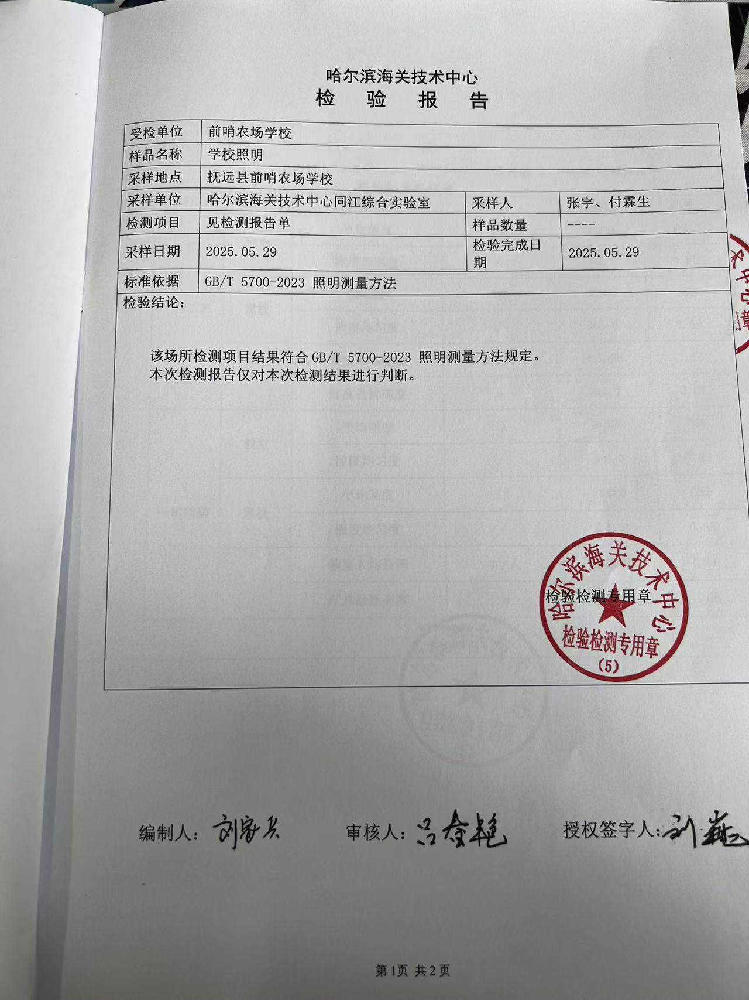 哈尔滨海关技术中心
检 验 报 告
受检单位 前哨农场学校
样品名称 学校照明
采样地点 抚远县前哨农场学校
采样单位 哈尔滨海关技术中心同江综合实验室 采样人 张宇、付霖生
检测项目 见检测报告单 样品数量 ----
采样日期 2025.05.29 检验完成日期 2025.05.29
标准依据 GB/T 5700-2023 照明测量方法
检验结论：
该场所检测项目结果符合 GB/T 5700-2023 照明测量方法规定。
本次检测报告仅对本次检测结果进行判断。
哈尔滨海关技术中心
检验检测专用章
检验检测专用章
（5）
编制人： 审核人： 授权签字人：
第 1页 共 2 页